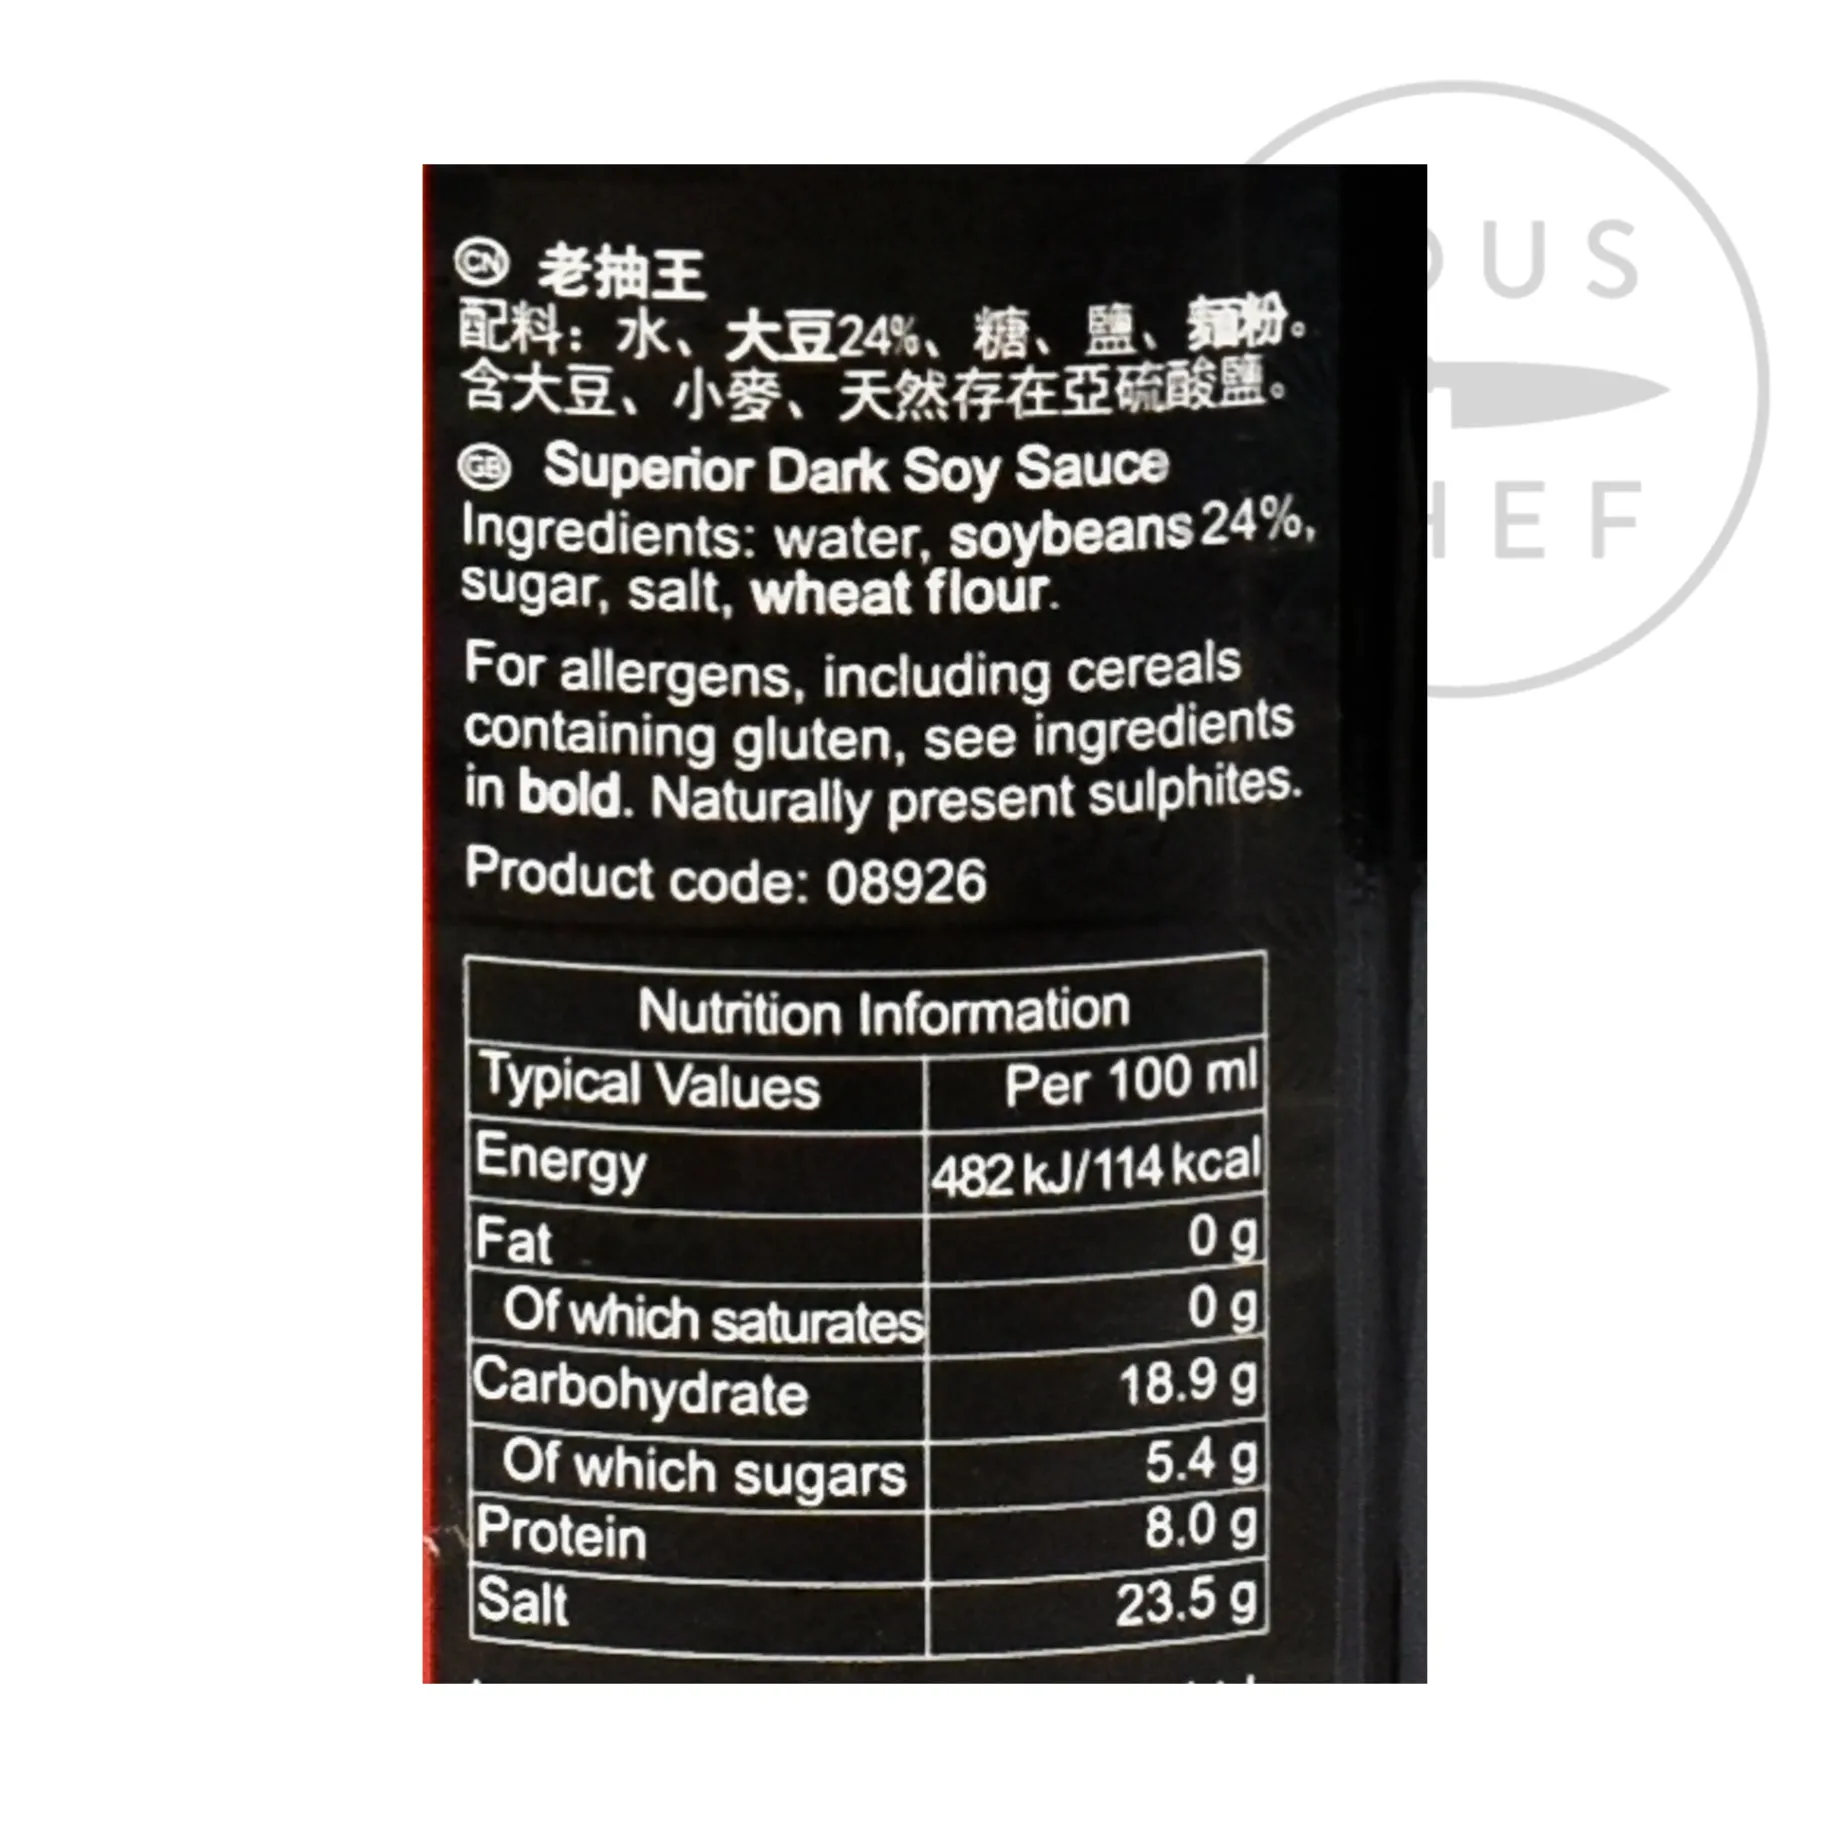 CN 老抽王
配料：水、大豆24%、糖、鹽、麵粉。
含大豆、小麥、天然存在亞硫酸鹽。
GB Superior Dark Soy Sauce
Ingredients: water, soybeans 24%,
sugar, salt, wheat flour.
For allergens, including cereals
containing gluten, see ingredients
in bold. Naturally present sulphites.
Product code: 08926
Nutrition Information
Typical Values Per 100 ml
Energy 482 kJ/114 kcal
Fat 0 g
Of which saturates 0 g
Carbohydrate 18.9 g
Of which sugars 5.4 g
Protein 8.0 g
Salt 23.5 g
OUS
HEF